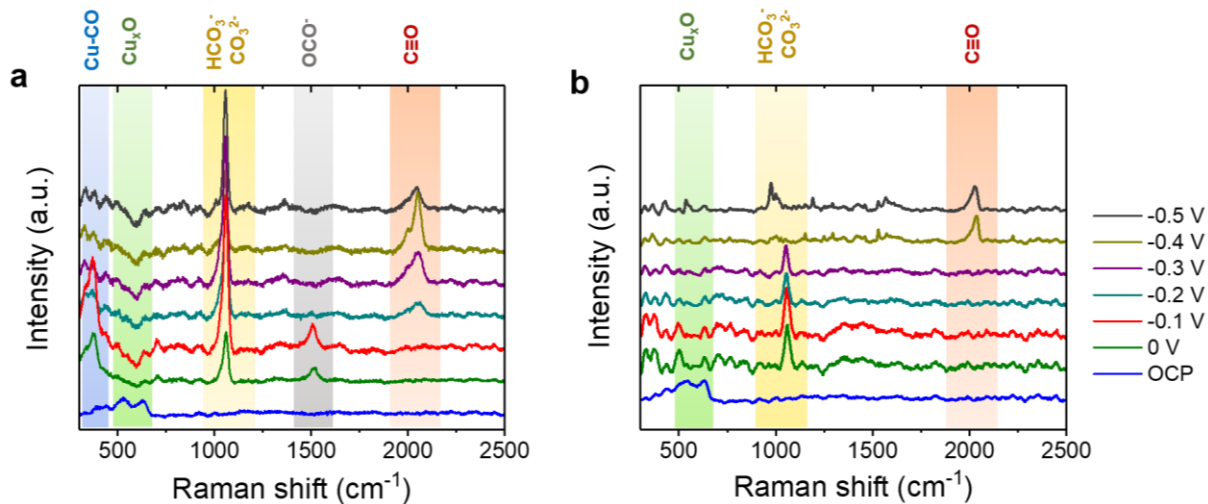 a
Cu-CO
CuₓO
HCO₃⁻
CO₃²⁻
OCO⁻
C≡O
Intensity (a.u.)
500 1000 1500 2000 2500
Raman shift (cm⁻¹)
b
CuₓO
HCO₃⁻
CO₃²⁻
C≡O
Intensity (a.u.)
500 1000 1500 2000 2500
Raman shift (cm⁻¹)
-0.5 V
-0.4 V
-0.3 V
-0.2 V
-0.1 V
0 V
OCP